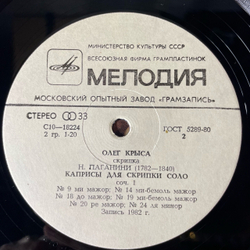 МИНИСТЕРСТВО КУЛЬТУРЫ СССР
ВСЕСОЮЗНАЯ ФИРМА ГРАМПЛАСТИНОК
МЕЛОДИЯ
МОСКОВСКИЙ ОПЫТНЫЙ ЗАВОД «ГРАМЗАПИСЬ»
СТЕРЕО 33
С10—18224
2 гр. 1-20
ГОСТ 5289-80
2
ОЛЕГ КРЫСА
скрипка
Н. ПАГАНИНИ (1782—1840)
КАПРИСЫ ДЛЯ СКРИПКИ СОЛО
соч. 1
№ 9 ми мажор; № 14 ми-бемоль мажор
№ 18 до мажор; № 19 ми-бемоль мажор
№ 20 ре мажор; № 24 ля минор
Запись 1982 г.